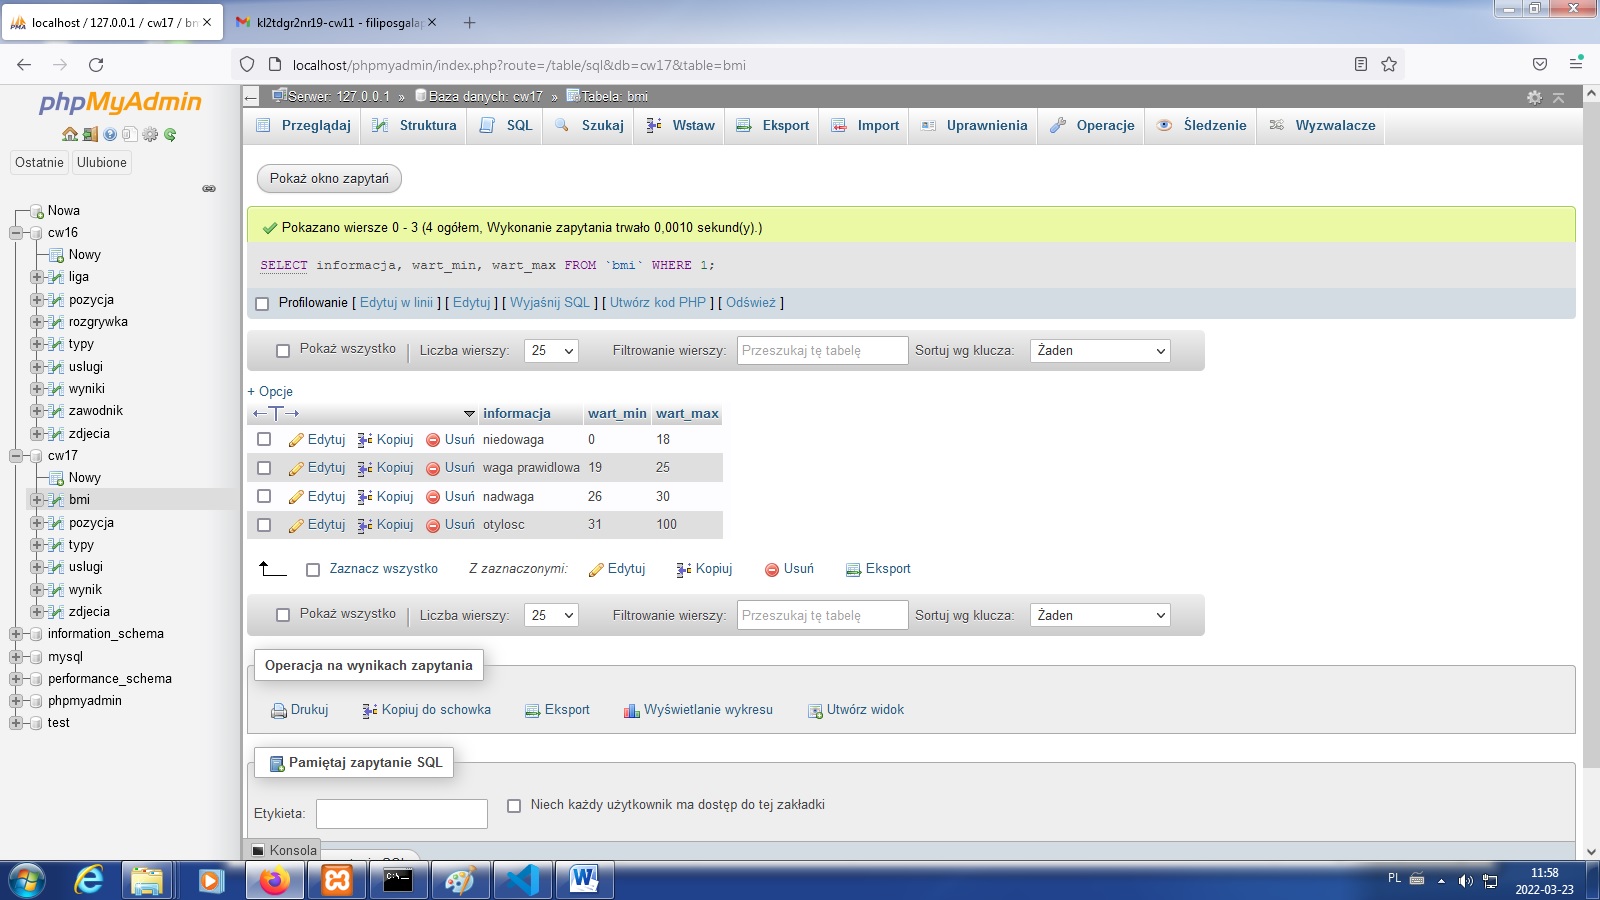 localhost / 127.0.0.1 / cw17 / bm
kl2tdgr2nr19-cw11 - filiposgala
localhost/phpmyadmin/index.php?route=/table/sql&db=cw17&table=bmi
phpMyAdmin
Ostatnie Ulubione
Nowa
cw16
Nowy
liga
pozycja
rozgrywka
typy
uslugi
wyniki
zawodnik
zdjecia
cw17
Nowy
bmi
pozycja
typy
uslugi
wynik
zdjecia
information_schema
mysql
performance_schema
phpmyadmin
test
Serwer: 127.0.0.1 » Baza danych: cw17 » Tabela: bmi
Przeglądaj Struktura SQL Szukaj Wstaw Eksport Import Uprawnienia Operacje Śledzenie Wyzwalacze
Pokaż okno zapytań
Pokazano wiersze 0 - 3 (4 ogółem, Wykonanie zapytania trwało 0,0010 sekund(y).)
SELECT informacja, wart_min, wart_max FROM `bmi` WHERE 1;
Profilowanie [ Edytuj w linii ] [ Edytuj ] [ Wyjaśnij SQL ] [ Utwórz kod PHP ] [ Odśwież ]
Pokaż wszystko | Liczba wierszy: 25 Filtrowanie wierszy: Przeszukaj tę tabelę Sortuj wg klucza: Żaden
+ Opcje
←T→ informacja wart_min wart_max
Edytuj Kopiuj Usuń niedowaga 0 18
Edytuj Kopiuj Usuń waga prawidlowa 19 25
Edytuj Kopiuj Usuń nadwaga 26 30
Edytuj Kopiuj Usuń otylosc 31 100
Zaznacz wszystko Z zaznaczonymi: Edytuj Kopiuj Usuń Eksport
Pokaż wszystko | Liczba wierszy: 25 Filtrowanie wierszy: Przeszukaj tę tabelę Sortuj wg klucza: Żaden
Operacja na wynikach zapytania
Drukuj Kopiuj do schowka Eksport Wyświetlanie wykresu Utwórz widok
Pamiętaj zapytanie SQL
Etykieta: Niech każdy użytkownik ma dostęp do tej zakładki
Konsola
PL 11:58
2022-03-23